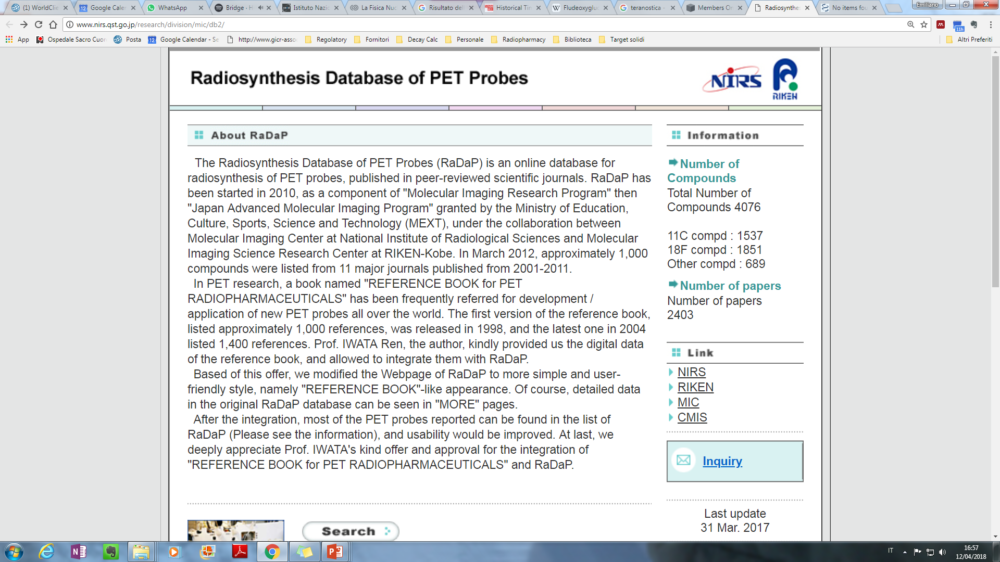 (1) WorldClie
Google Caler
WhatsApp
Bridge · H
Istituto Nazio
La Fisica Nuc
Risultato dell
Historical Tin
Fludeoxygluc
teranostica -
Members On
Radiosynthes
No items fou
Emiliano
www.nirs.qst.go.jp/research/division/mic/db2/
11h
App
Ospedale Sacro Cuor
Posta
12
Google Calendar - Se
http://www.gicr-asso
Regolatory
Fornitori
Decay Calc
Personale
Radiopharmacy
Biblioteca
Target solidi
Altri Preferiti
Radiosynthesis Database of PET Probes
NIRS
RIKEN
About RaDaP
The Radiosynthesis Database of PET Probes (RaDaP) is an online database for
radiosynthesis of PET probes, published in peer-reviewed scientific journals. RaDaP has
been started in 2010, as a component of "Molecular Imaging Research Program" then
"Japan Advanced Molecular Imaging Program" granted by the Ministry of Education,
Culture, Sports, Science and Technology (MEXT), under the collaboration between
Molecular Imaging Center at National Institute of Radiological Sciences and Molecular
Imaging Science Research Center at RIKEN-Kobe. In March 2012, approximately 1,000
compounds were listed from 11 major journals published from 2001-2011.
In PET research, a book named "REFERENCE BOOK for PET
RADIOPHARMACEUTICALS" has been frequently referred for development /
application of new PET probes all over the world. The first version of the reference book,
listed approximately 1,000 references, was released in 1998, and the latest one in 2004
listed 1,400 references. Prof. IWATA Ren, the author, kindly provided us the digital data
of the reference book, and allowed to integrate them with RaDaP.
Based of this offer, we modified the Webpage of RaDaP to more simple and user-
friendly style, namely "REFERENCE BOOK"-like appearance. Of course, detailed data
in the original RaDaP database can be seen in "MORE" pages.
After the integration, most of the PET probes reported can be found in the list of
RaDaP (Please see the information), and usability would be improved. At last, we
deeply appreciate Prof. IWATA's kind offer and approval for the integration of
"REFERENCE BOOK for PET RADIOPHARMACEUTICALS" and RaDaP.
Search
Information
Number of
Compounds
Total Number of
Compounds 4076
11C compd : 1537
18F compd : 1851
Other compd : 689
Number of papers
Number of papers
2403
Link
NIRS
RIKEN
MIC
CMIS
Inquiry
Last update
31 Mar. 2017
IT
16:57
12/04/2018